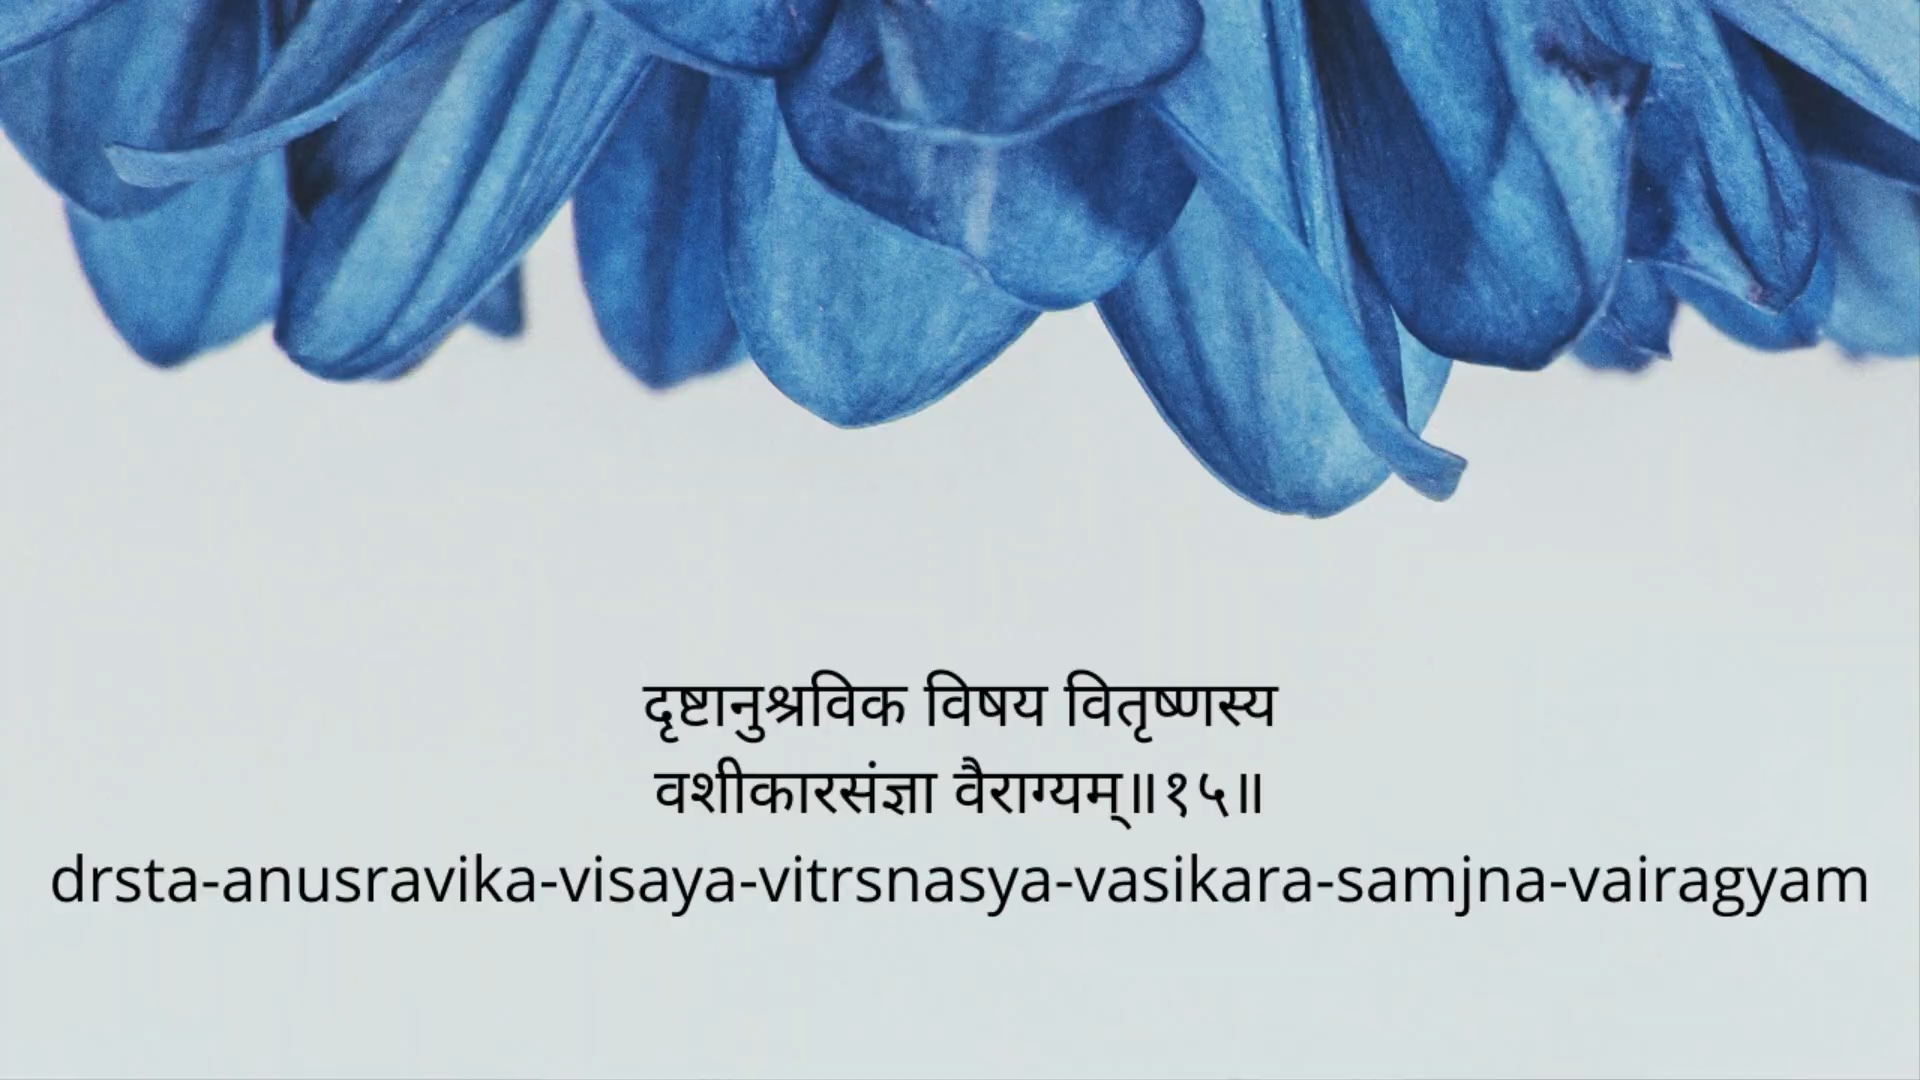 दृष्टानुश्रविक विषय वितृष्णस्य
वशीकारसंज्ञा वैराग्यम्॥१५॥
drsta-anusravika-visaya-vitrsnasya-vasikara-samjna-vairagyam